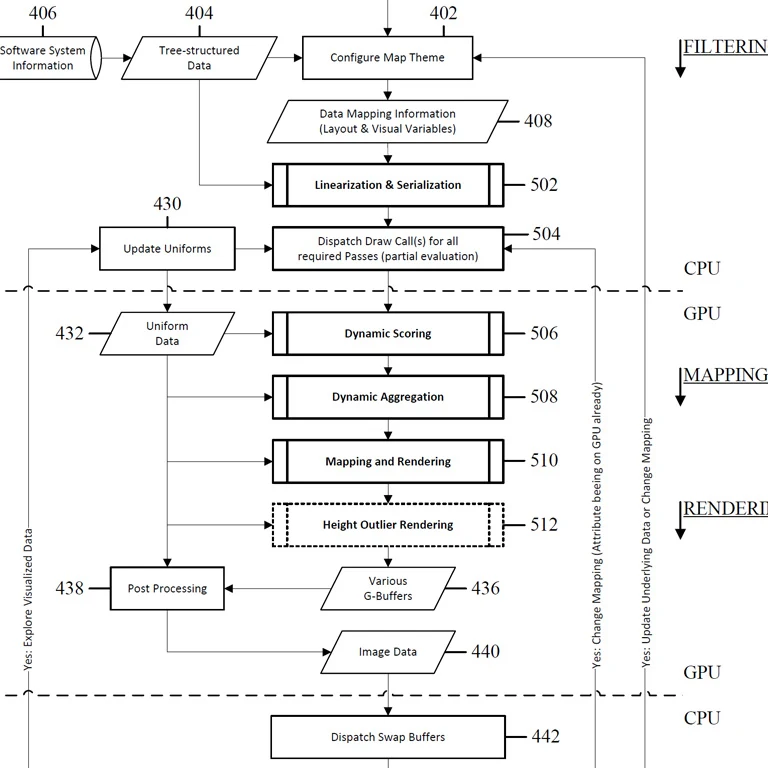 406
404
402
Software System
Information
Tree-structured
Data
Configure Map Theme
FILTERIN
Data Mapping Information
(Layout & Visual Variables)
408
Linearization & Serialization
502
430
Update Uniforms
Dispatch Draw Call(s) for all
required Passes (partial evaluation)
504
CPU
GPU
432
Uniform
Data
Dynamic Scoring
506
MAPPING
Dynamic Aggregation
508
Mapping and Rendering
510
Height Outlier Rendering
512
RENDERI
438
Post Processing
Various
G-Buffers
436
Image Data
440
Yes: Explore Visualized Data
Yes: Change Mapping (Attribute beeing on GPU already)
Yes: Update Underlying Data or Change Mapping
GPU
CPU
Dispatch Swap Buffers
442